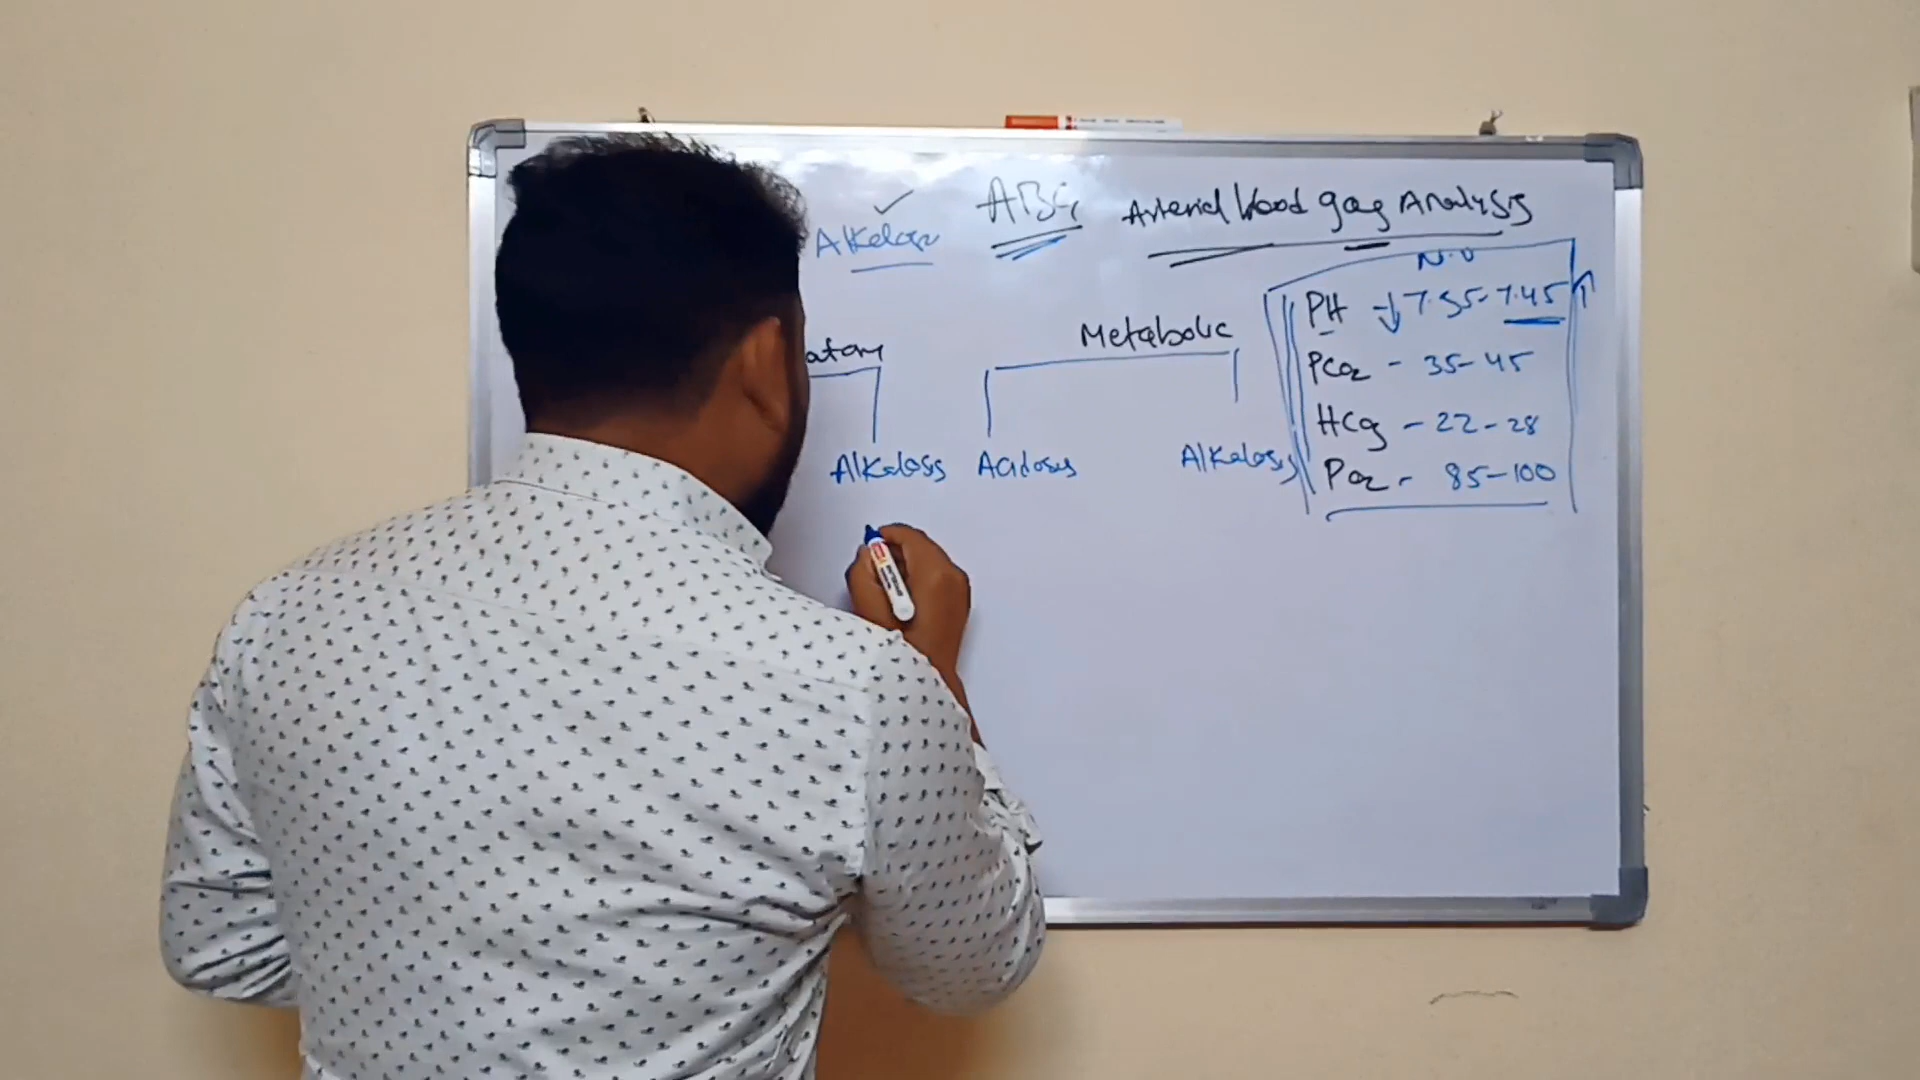 Alkalosis ABG Arterial blood gas Analysis
N.V
PH - ↓ 7.35-7.45 ↑
atory Metabolic
PCO2 - 35-45
HCO3 - 22-28
Alkalosis Acidosis Alkalosis
PO2 - 85-100